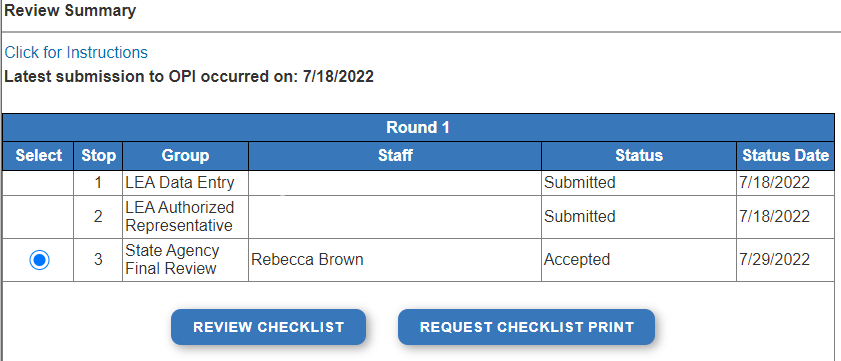 Review Summary
Click for Instructions
Latest submission to OPI occurred on: 7/18/2022
Round 1
Select Stop Group Staff Status Status Date
1 LEA Data Entry Submitted 7/18/2022
2 LEA Authorized Representative Submitted 7/18/2022
3 State Agency Final Review Rebecca Brown Accepted 7/29/2022
REVIEW CHECKLIST REQUEST CHECKLIST PRINT